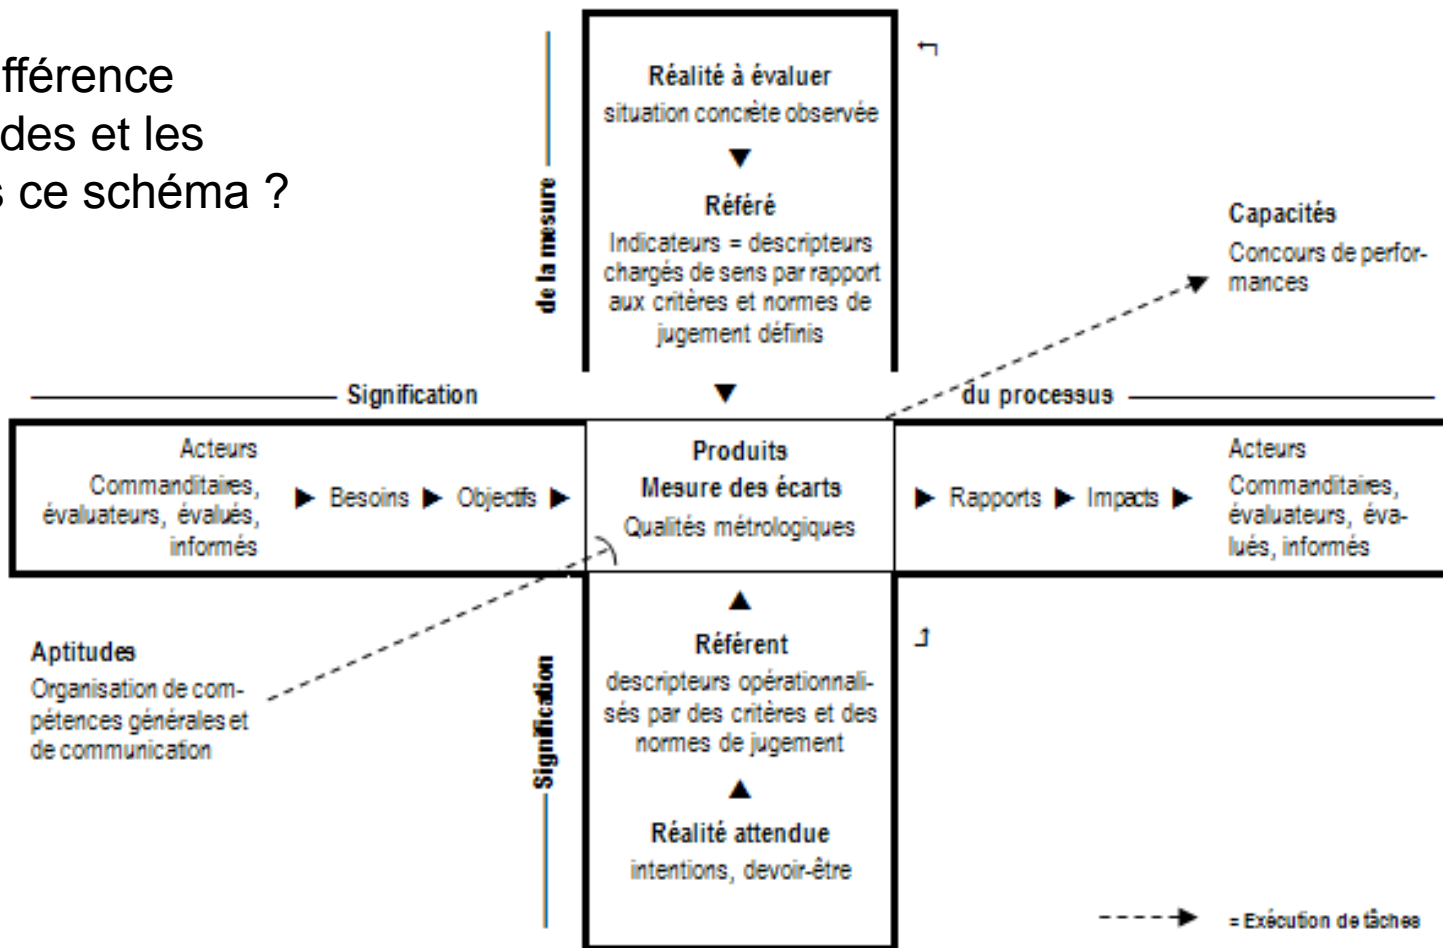 ifférence
des et les
s ce schéma ?
Réalité à évaluer
situation concrète observée
Référé
Indicateurs = descripteurs
chargés de sens par rapport
aux critères et normes de
jugement définis
de la mesure
Capacités
Concours de perfor-
mances
Signification
du processus
Acteurs
Commanditaires,
évaluateurs, évalués,
informés
Besoins
Objectifs
Produits
Mesure des écarts
Qualités métrologiques
Rapports
Impacts
Acteurs
Commanditaires,
évaluateurs, éva-
lués, informés
Aptitudes
Organisation de com-
pétences générales et
de communication
Signification
Référent
descripteurs opérationnali-
sés par des critères et des
normes de jugement
Réalité attendue
intentions, devoir-être
= Exécution de tâches